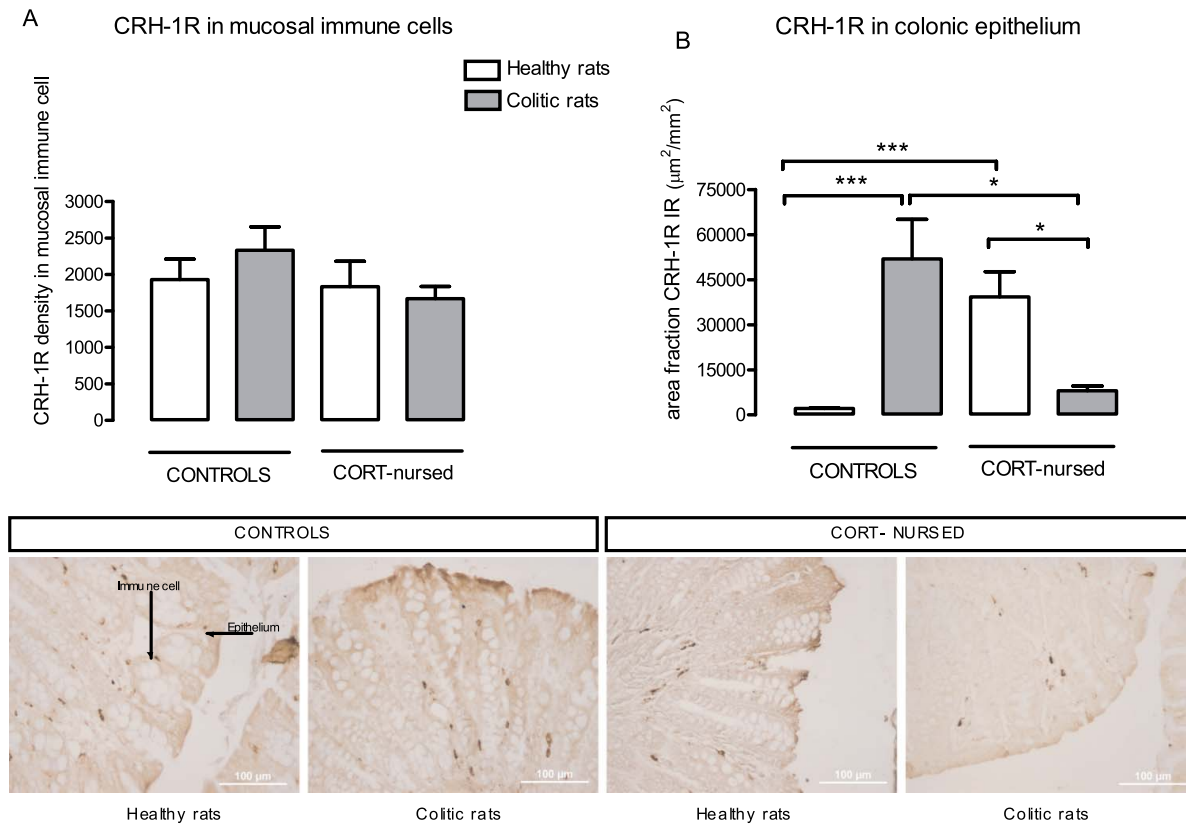 A
CRH-1R in mucosal immune cells
Healthy rats
Colitic rats
CRH-1R density in mucosal immune cell
3000
2500
2000
1500
1000
500
0
CONTROLS
CORT-nursed
B
CRH-1R in colonic epithelium
area fraction CRH-1R IR (µm²/mm²)
75000
60000
45000
30000
15000
0
***
***
*
*
CONTROLS
CORT-nursed
CONTROLS
CORT- NURSED
Immune cell
Epithelium
100 µm
100 µm
100 µm
100 µm
Healthy rats
Colitic rats
Healthy rats
Colitic rats